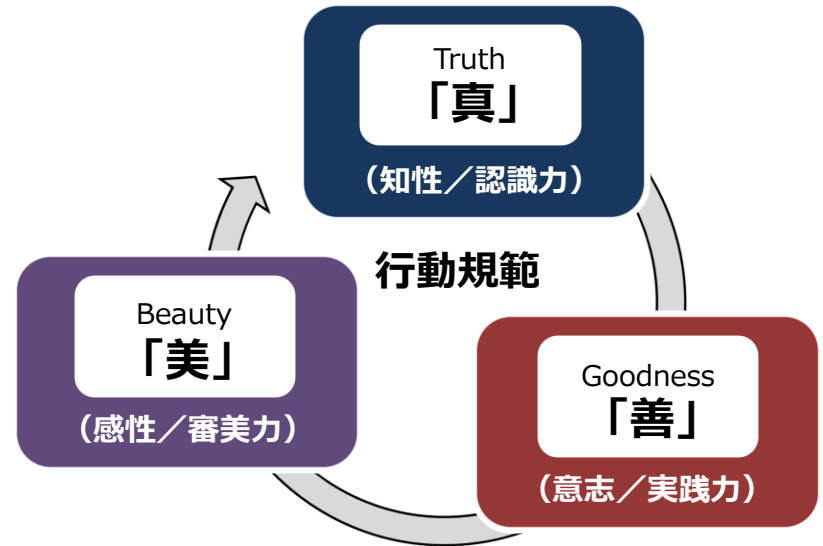 Truth
「真」
（知性／認識力）
行動規範
Beauty
「美」
（感性／審美力）
Goodness
「善」
（意志／実践力）